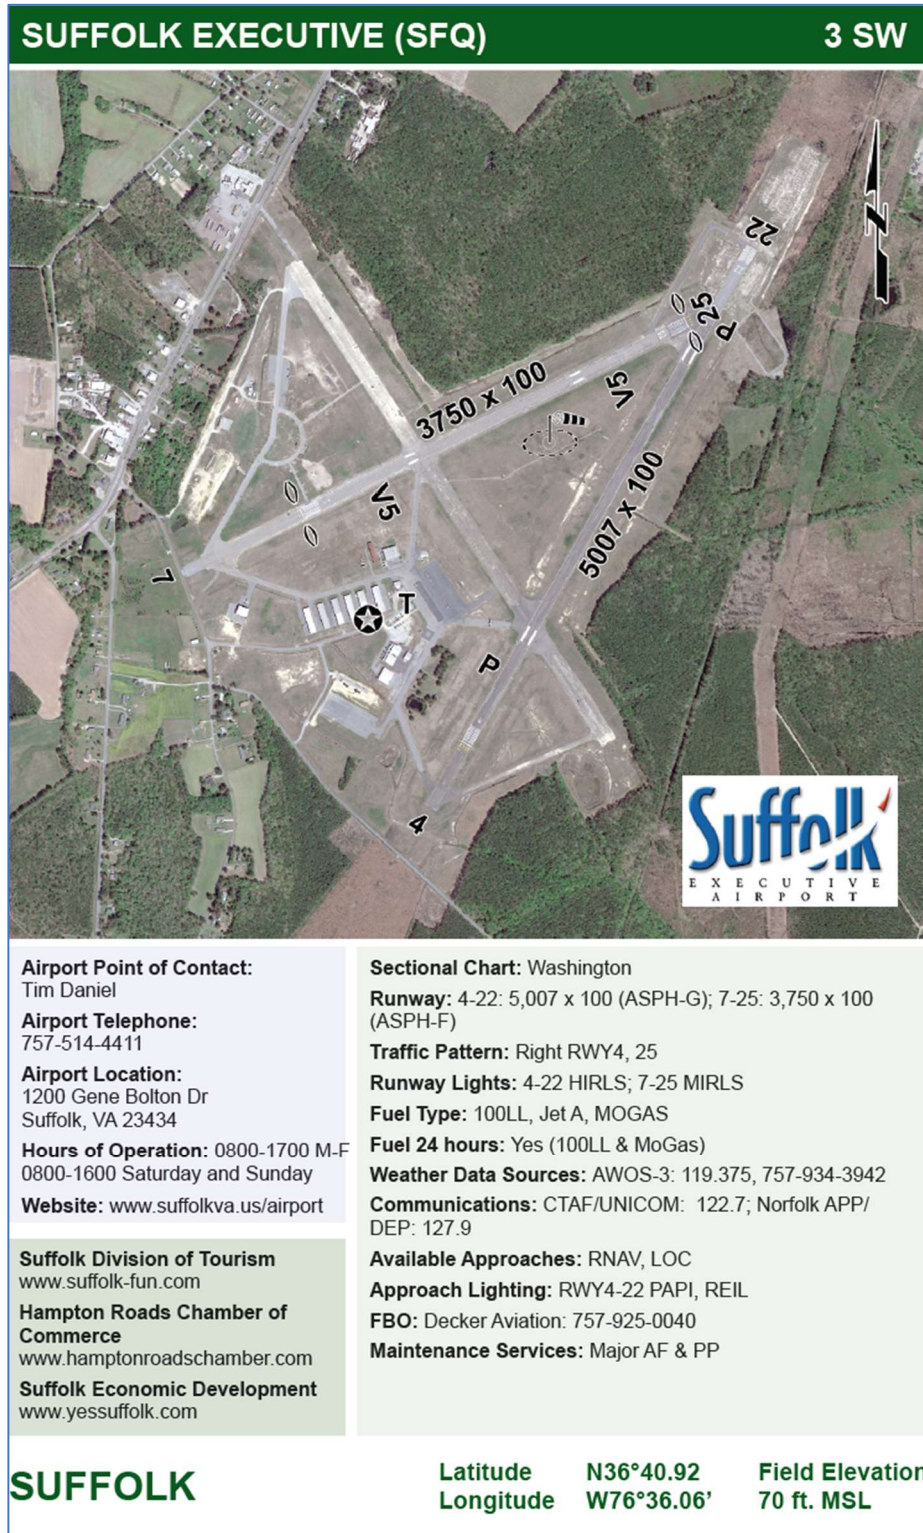 SUFFOLK EXECUTIVE (SFQ) 3 SW
N
22
P 25
3750 x 100
V5
5007 x 100
V5
7
T
P
4
Suffolk
EXECUTIVE
AIRPORT
Airport Point of Contact:
Tim Daniel
Airport Telephone:
757-514-4411
Airport Location:
1200 Gene Bolton Dr
Suffolk, VA 23434
Hours of Operation: 0800-1700 M-F
0800-1600 Saturday and Sunday
Website: www.suffolkva.us/airport
Suffolk Division of Tourism
www.suffolk-fun.com
Hampton Roads Chamber of
Commerce
www.hamptonroadschamber.com
Suffolk Economic Development
www.yessuffolk.com
Sectional Chart: Washington
Runway: 4-22: 5,007 x 100 (ASPH-G); 7-25: 3,750 x 100
(ASPH-F)
Traffic Pattern: Right RWY4, 25
Runway Lights: 4-22 HIRLS; 7-25 MIRLS
Fuel Type: 100LL, Jet A, MOGAS
Fuel 24 hours: Yes (100LL & MoGas)
Weather Data Sources: AWOS-3: 119.375, 757-934-3942
Communications: CTAF/UNICOM: 122.7; Norfolk APP/
DEP: 127.9
Available Approaches: RNAV, LOC
Approach Lighting: RWY4-22 PAPI, REIL
FBO: Decker Aviation: 757-925-0040
Maintenance Services: Major AF & PP
SUFFOLK
Latitude N36°40.92 Field Elevation
Longitude W76°36.06’ 70 ft. MSL